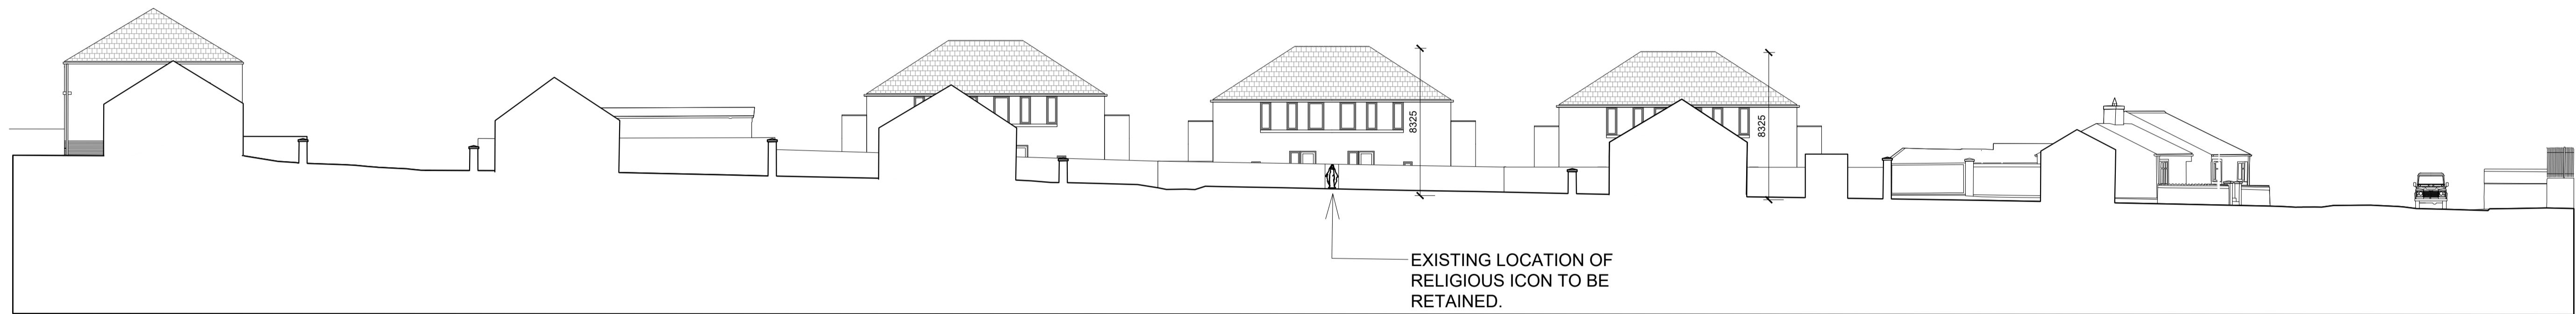 8325
8325
EXISTING LOCATION OF
RELIGIOUS ICON TO BE
RETAINED.